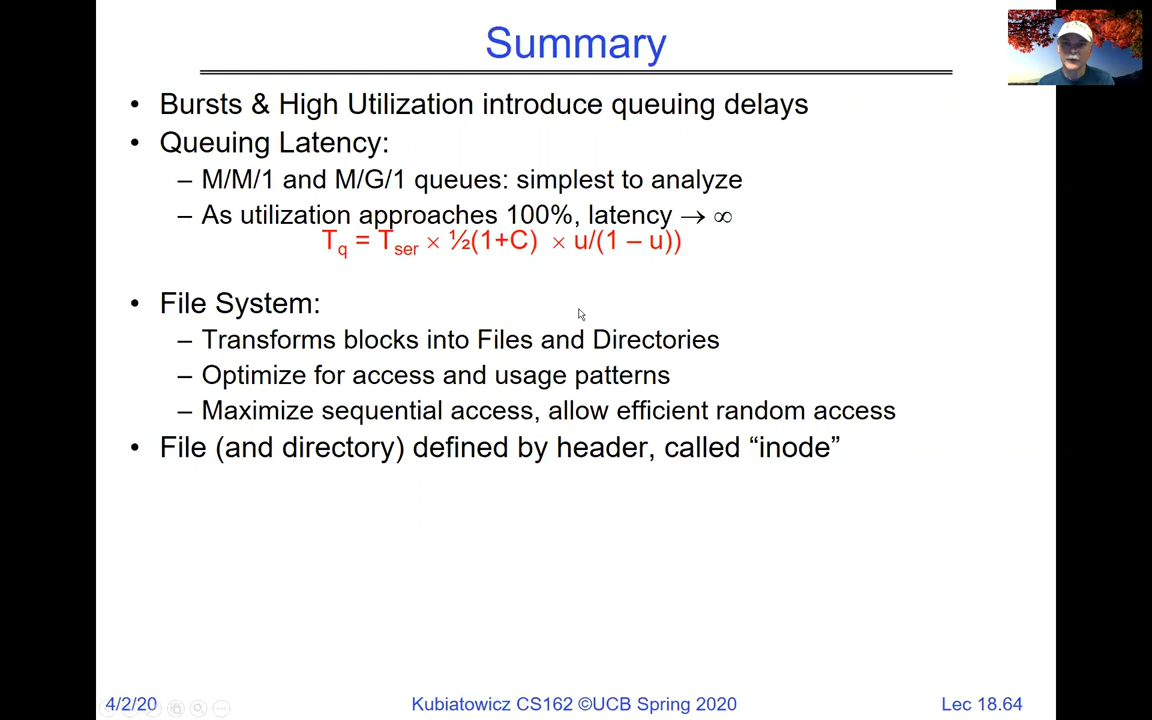 Summary
• Bursts & High Utilization introduce queuing delays
• Queuing Latency:
– M/M/1 and M/G/1 queues: simplest to analyze
– As utilization approaches 100%, latency → ∞
Tq = Tser × ½(1+C) × u/(1 – u))
• File System:
– Transforms blocks into Files and Directories
– Optimize for access and usage patterns
– Maximize sequential access, allow efficient random access
• File (and directory) defined by header, called “inode”
4/2/20 Kubiatowicz CS162 ©UCB Spring 2020 Lec 18.64